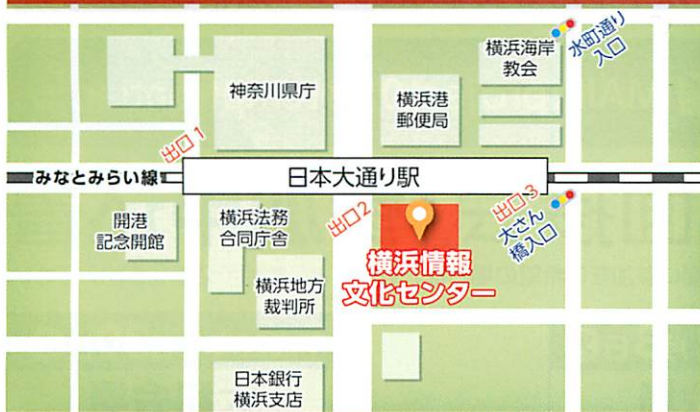 横浜海岸
教会
水町通り
入口
神奈川県庁
横浜港
郵便局
出口1
みなとみらい線
日本大通り駅
開港
記念開館
横浜法務
合同庁舎
出口2
出口3
大さん
橋入口
横浜情報
文化センター
横浜地方
裁判所
日本銀行
横浜支店